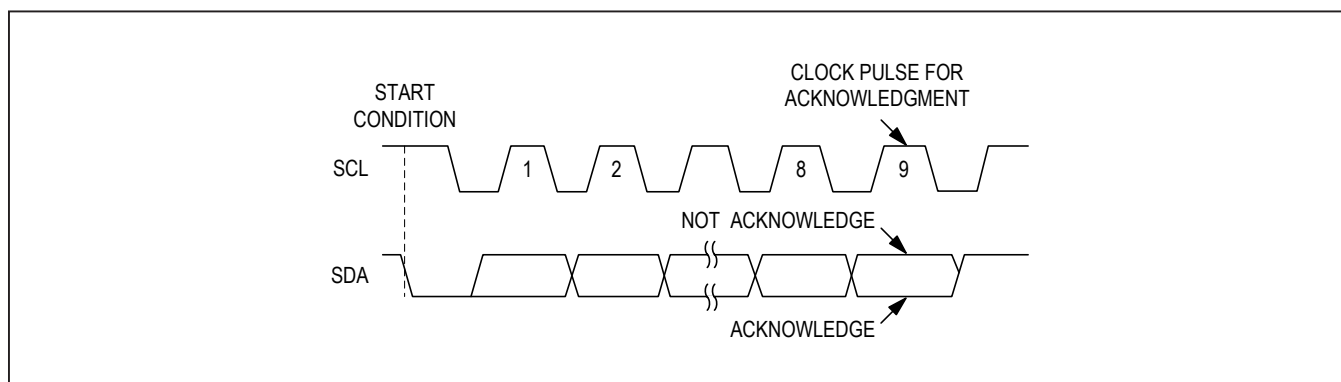 START
CONDITION
CLOCK PULSE FOR
ACKNOWLEDGMENT
SCL
1
2
8
9
NOT ACKNOWLEDGE
SDA
ACKNOWLEDGE